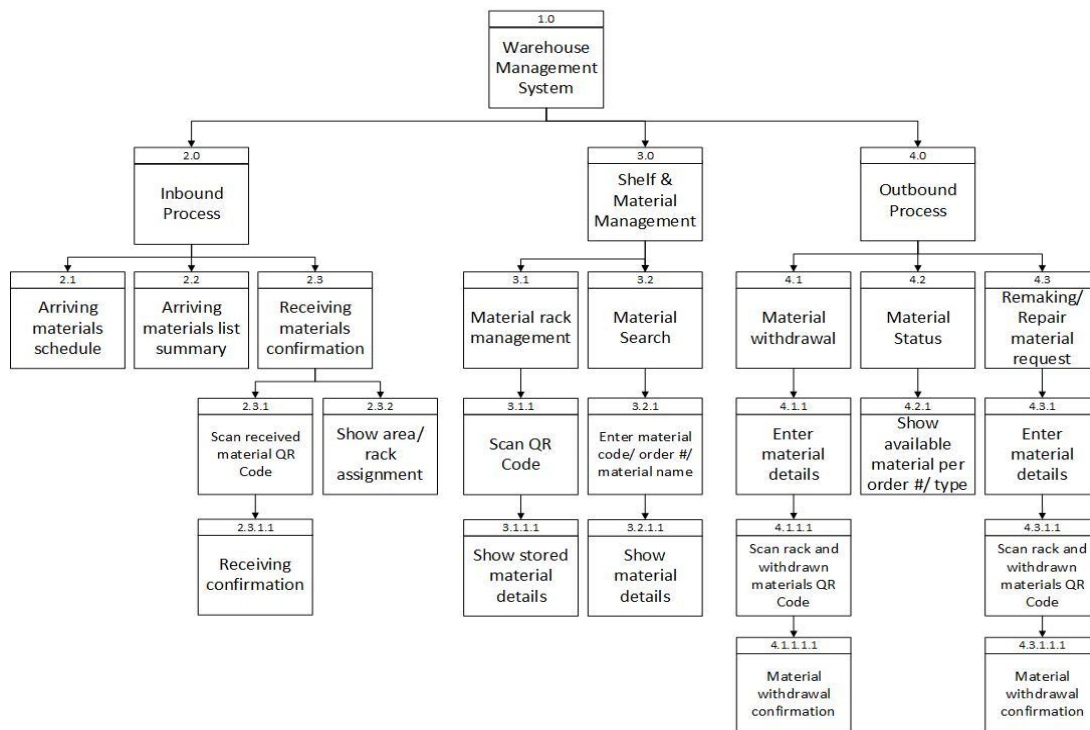 1.0
Warehouse
Management
System
2.0
Inbound
Process
3.0
Shelf &
Material
Management
4.0
Outbound
Process
2.1
Arriving
materials
schedule
2.2
Arriving
materials list
summary
2.3
Receiving
materials
confirmation
3.1
Material rack
management
3.2
Material
Search
4.1
Material
withdrawal
4.2
Material
Status
4.3
Remaking/
Repair
material
request
2.3.1
Scan received
material QR
Code
2.3.2
Show area/
rack
assignment
3.1.1
Scan QR
Code
3.2.1
Enter material
code/ order #/
material name
4.1.1
Enter
material
details
4.2.1
Show
available
material per
order #/ type
4.3.1
Enter
material
details
2.3.1.1
Receiving
confirmation
3.1.1.1
Show stored
material
details
3.2.1.1
Show
material
details
4.1.1.1
Scan rack and
withdrawn
materials QR
Code
4.3.1.1
Scan rack and
withdrawn
materials QR
Code
4.1.1.1.1
Material
withdrawal
confirmation
4.3.1.1.1
Material
withdrawal
confirmation